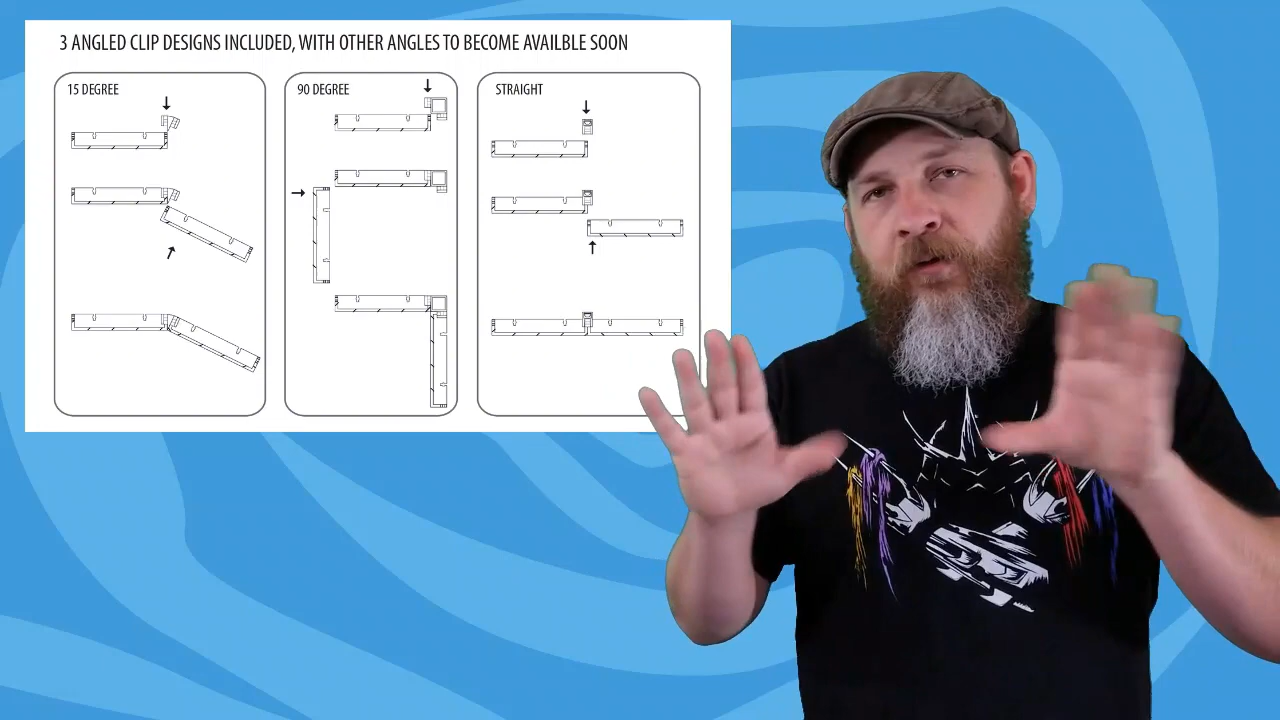 3 ANGLED CLIP DESIGNS INCLUDED, WITH OTHER ANGLES TO BECOME AVAILBLE SOON
15 DEGREE
90 DEGREE
STRAIGHT